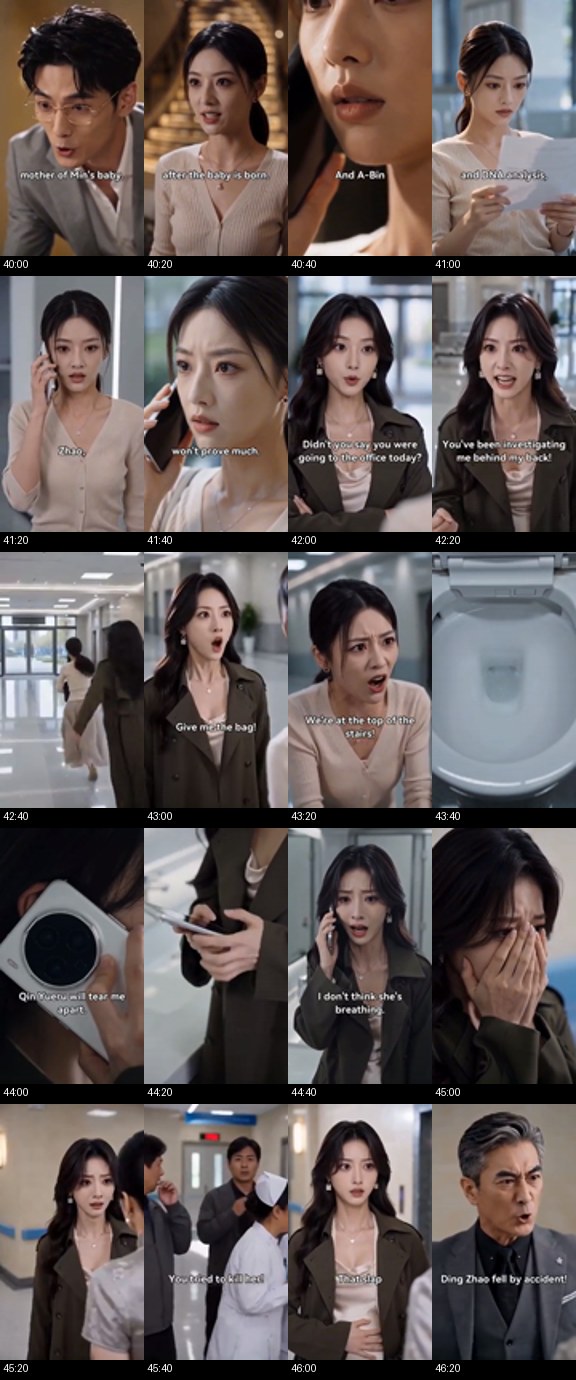 mother of Min's baby.
after the baby is born.
And A-Bin
and DNA analysis,
40:00
40:20
40:40
41:00
Zhao,
won't prove much.
Didn't you say you were
going to the office today?
You've been investigating
me behind my back!
41:20
41:40
42:00
42:20
Give me the bag!
We're at the top of the
stairs!
42:40
43:00
43:20
43:40
Qin Yueru will tear me
apart.
I don't think she's
breathing.
44:00
44:20
44:40
45:00
You tried to kill her!
That slap
Ding Zhao fell by accident!
45:20
45:40
46:00
46:20